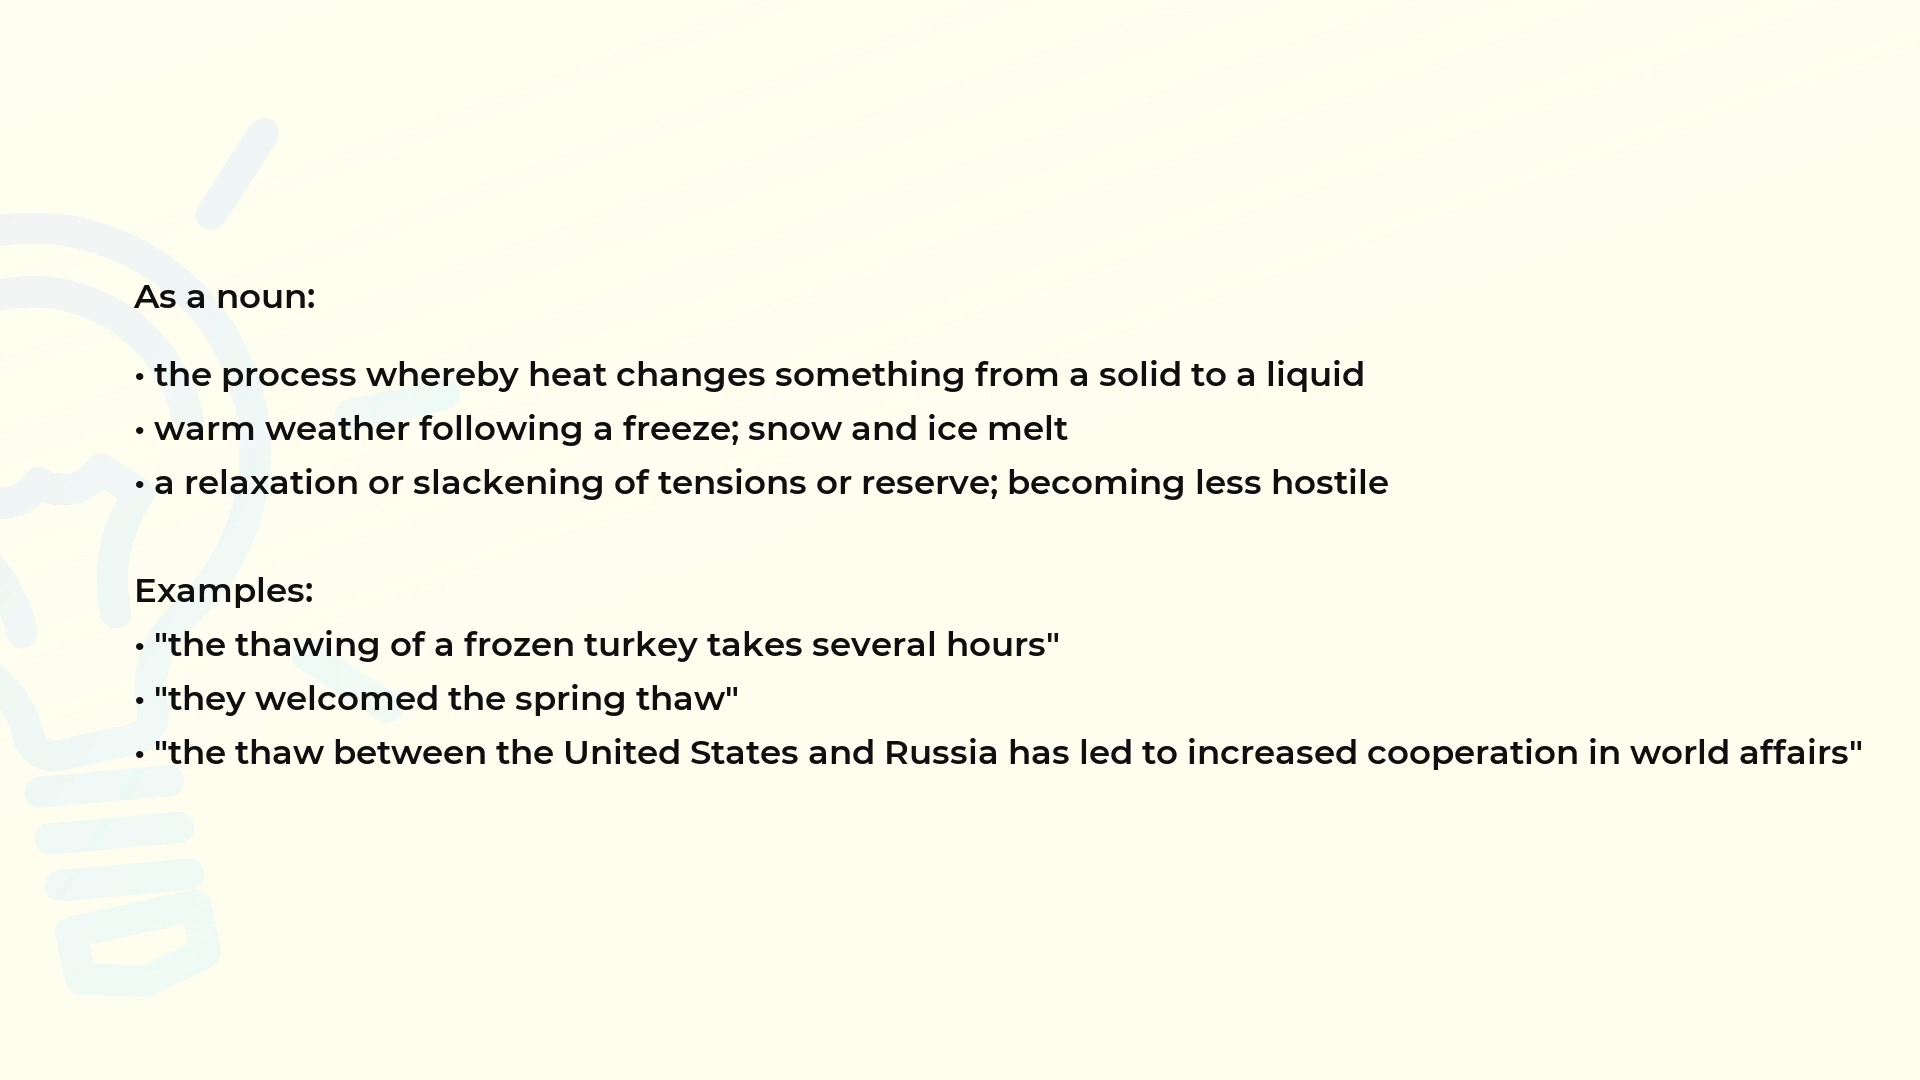 As a noun:
• the process whereby heat changes something from a solid to a liquid
• warm weather following a freeze; snow and ice melt
• a relaxation or slackening of tensions or reserve; becoming less hostile
Examples:
• "the thawing of a frozen turkey takes several hours"
• "they welcomed the spring thaw"
• "the thaw between the United States and Russia has led to increased cooperation in world affairs"